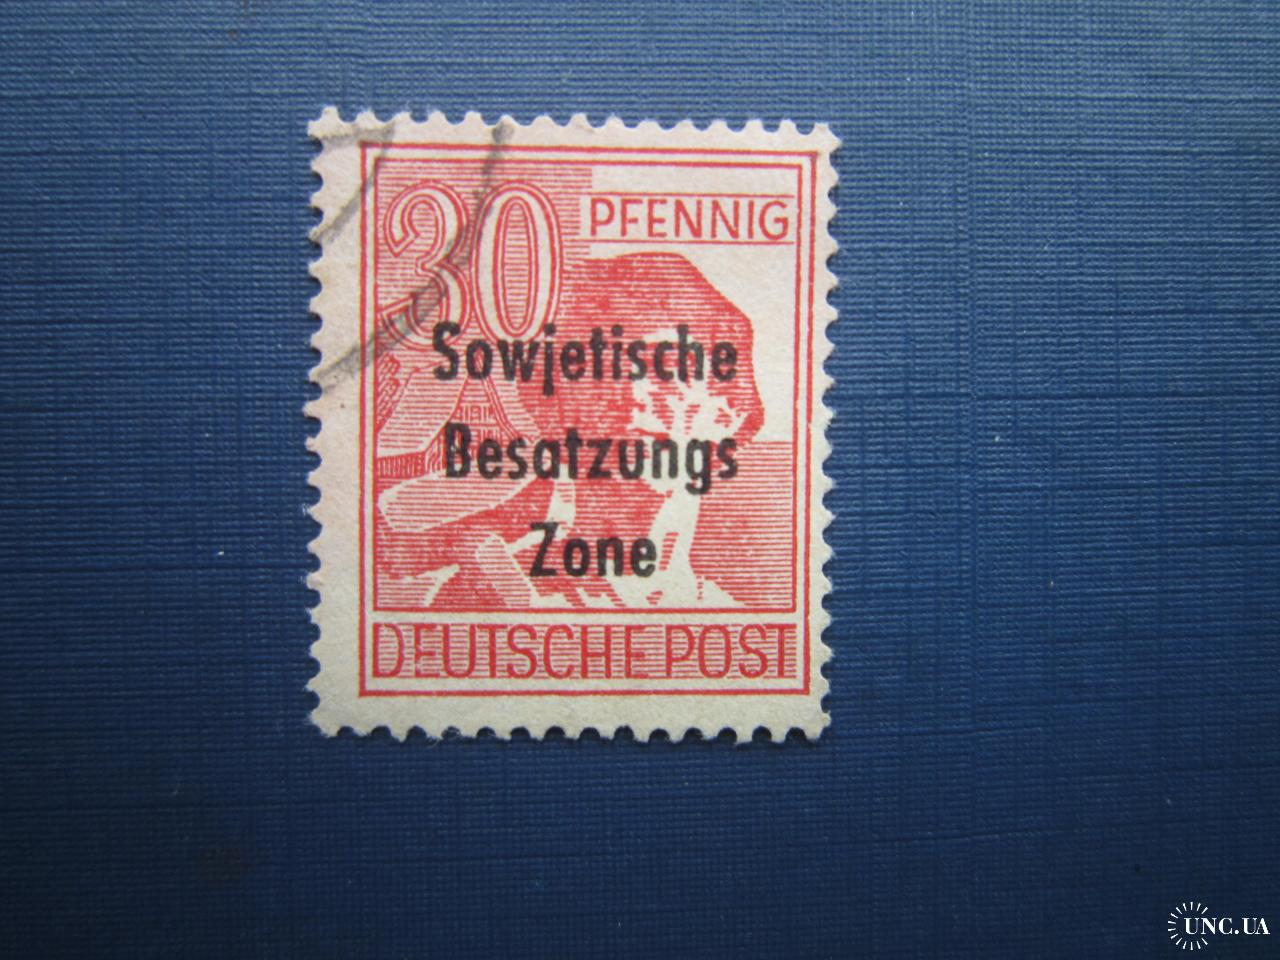 30 PFENNIG
Sowjetische
Besatzungs
Zone
DEUTSCHE POST
UNC.UA